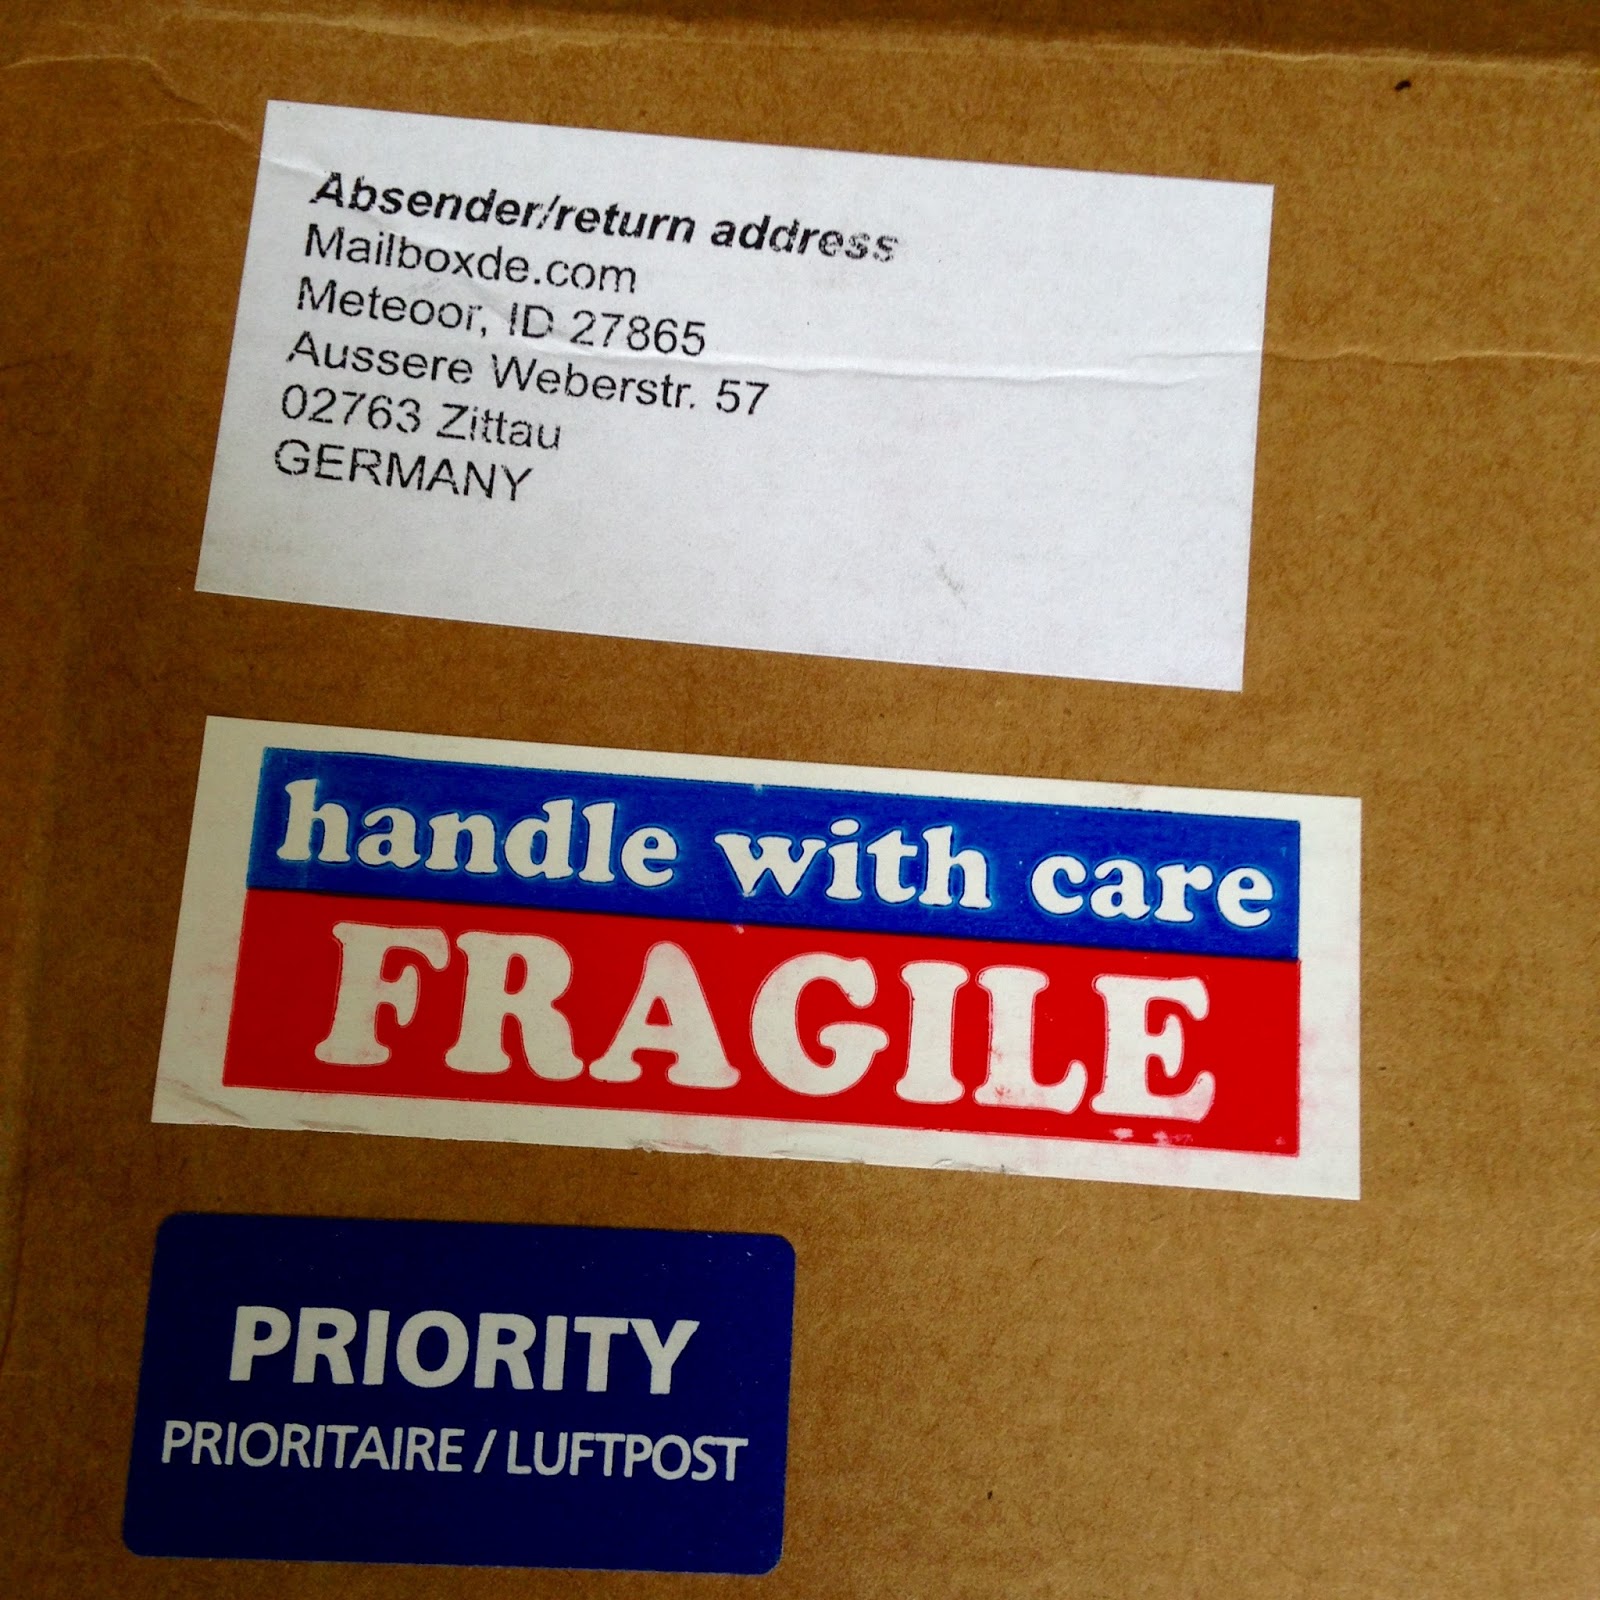 Absender/return address
Mailboxde.com
Meteoor, ID 27865
Aussere Weberstr. 57
02763 Zittau
GERMANY
handle with care
FRAGILE
PRIORITY
PRIORITAIRE / LUFTPOST